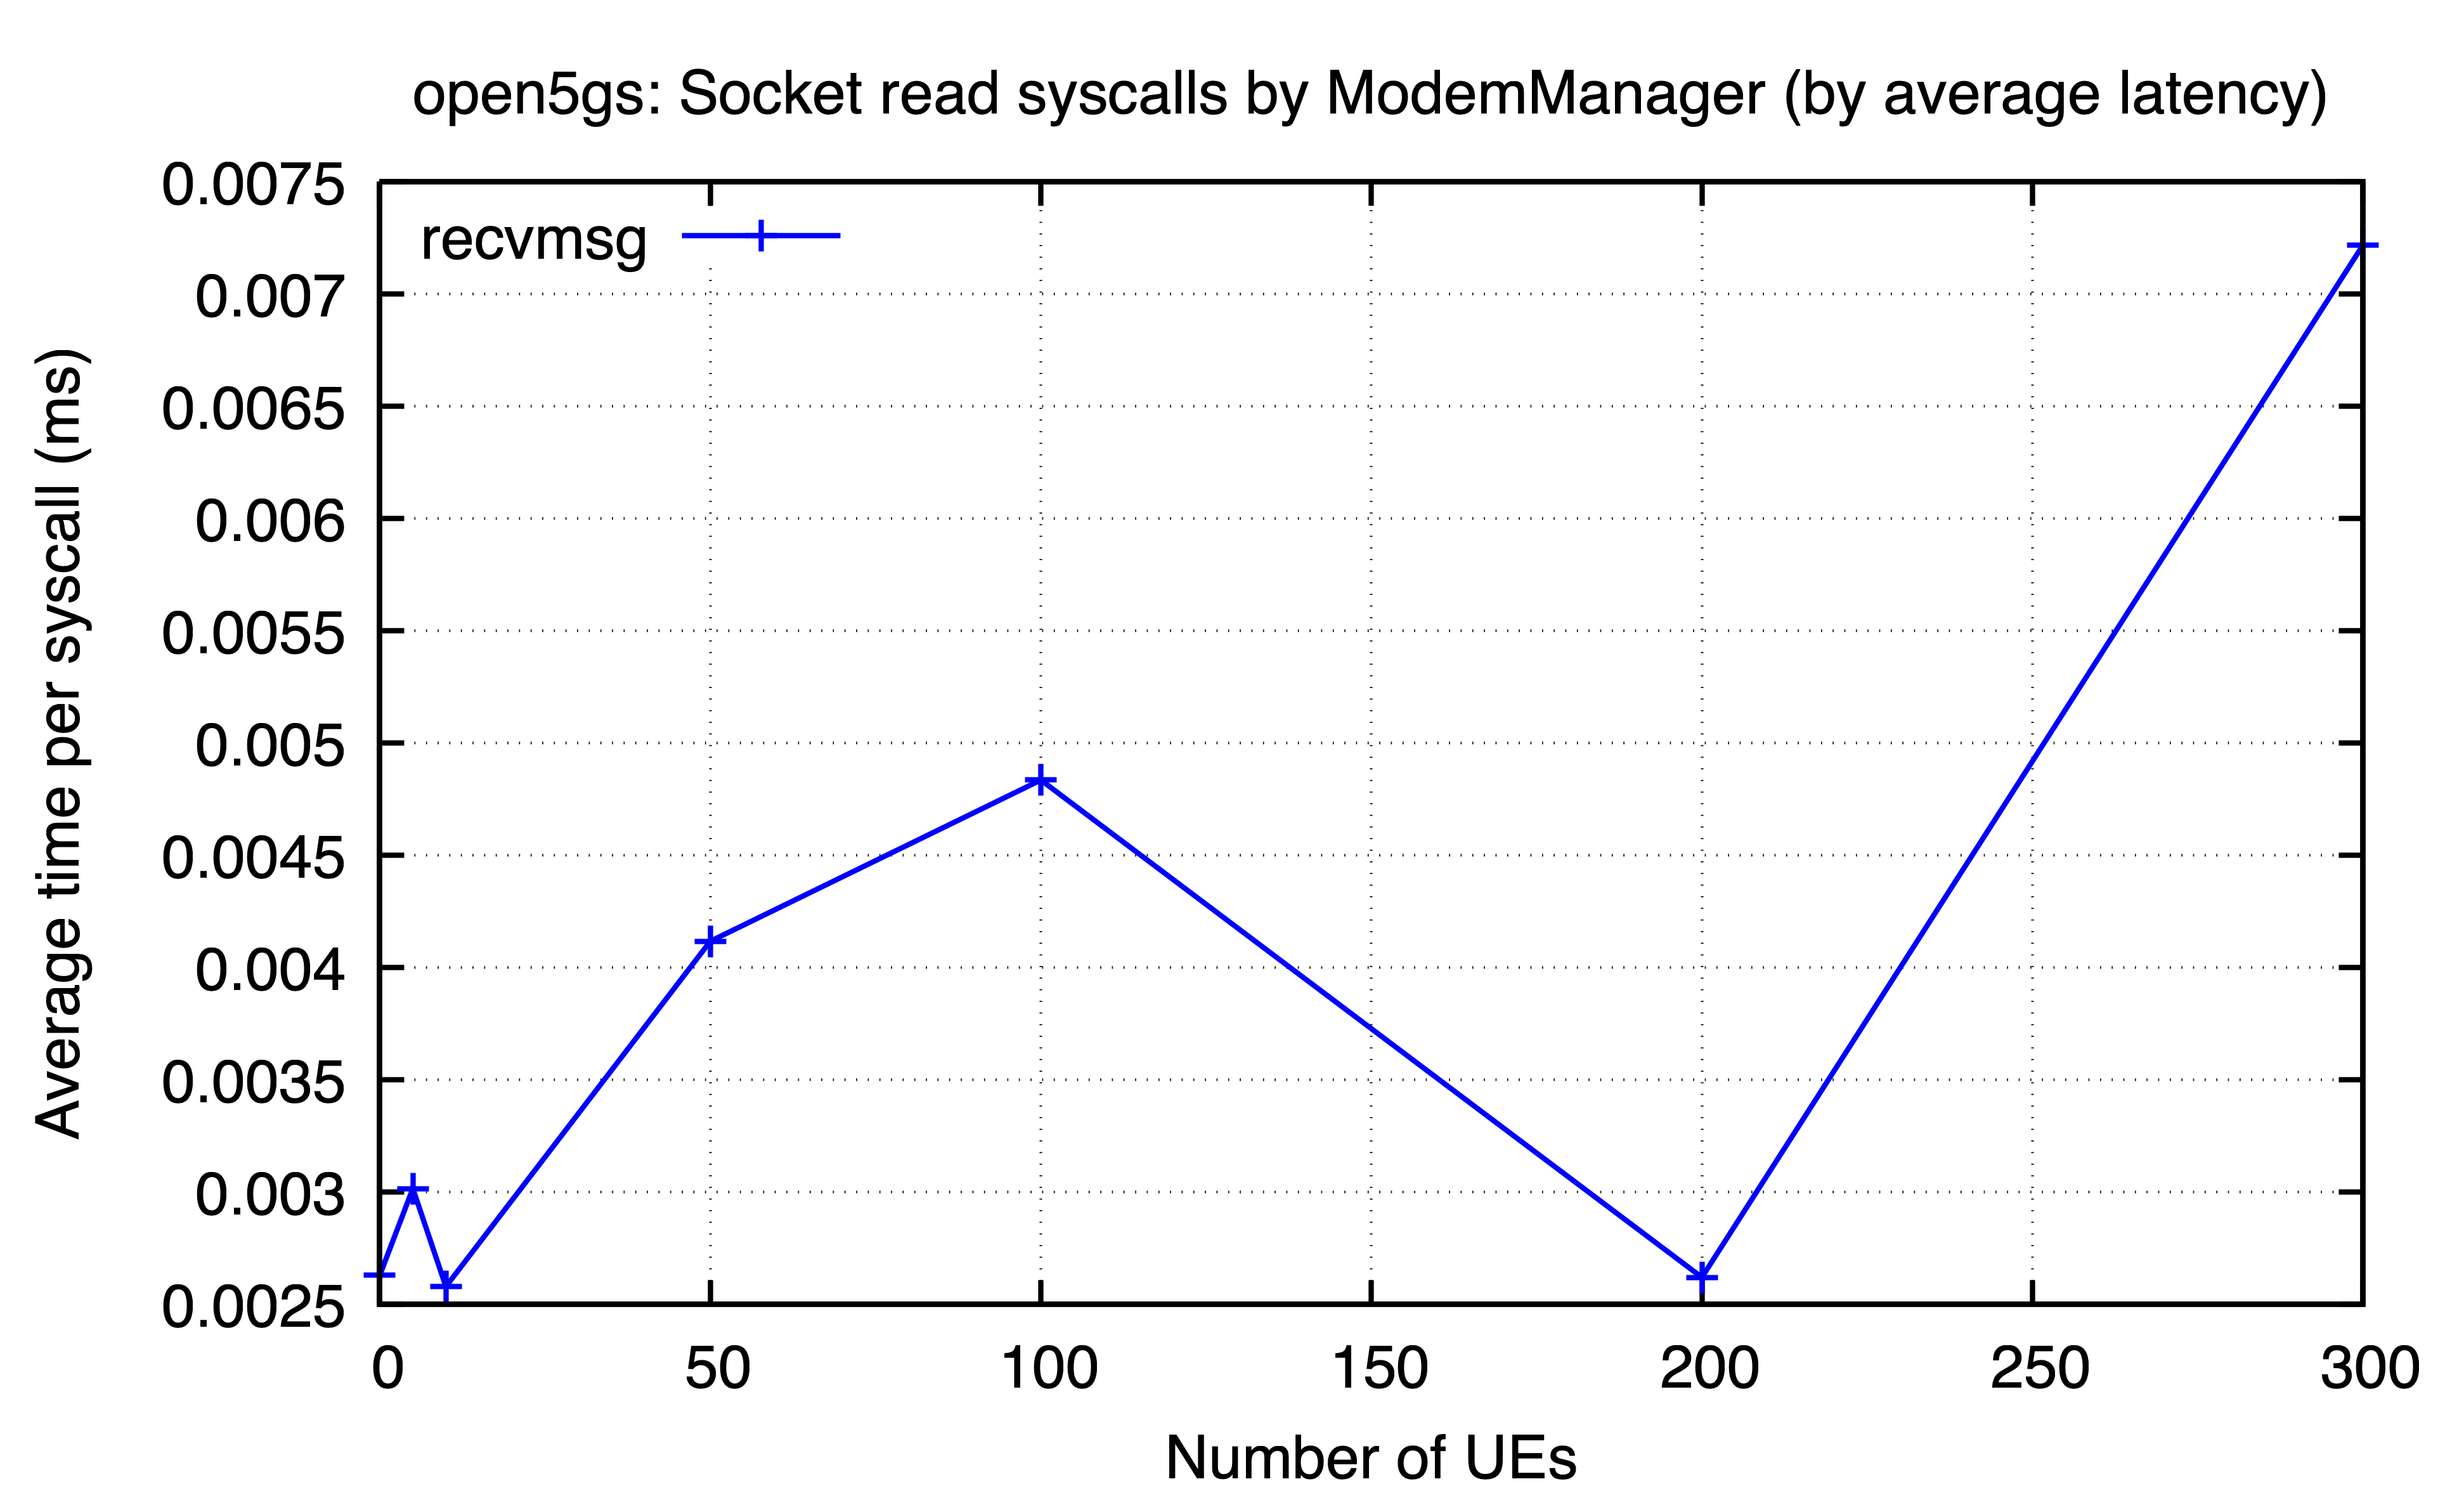 open5gs: Socket read syscalls by ModemManager (by average latency)
recvmsg
Average time per syscall (ms)
0.0075
0.007
0.0065
0.006
0.0055
0.005
0.0045
0.004
0.0035
0.003
0.0025
0 50 100 150 200 250 300
Number of UEs